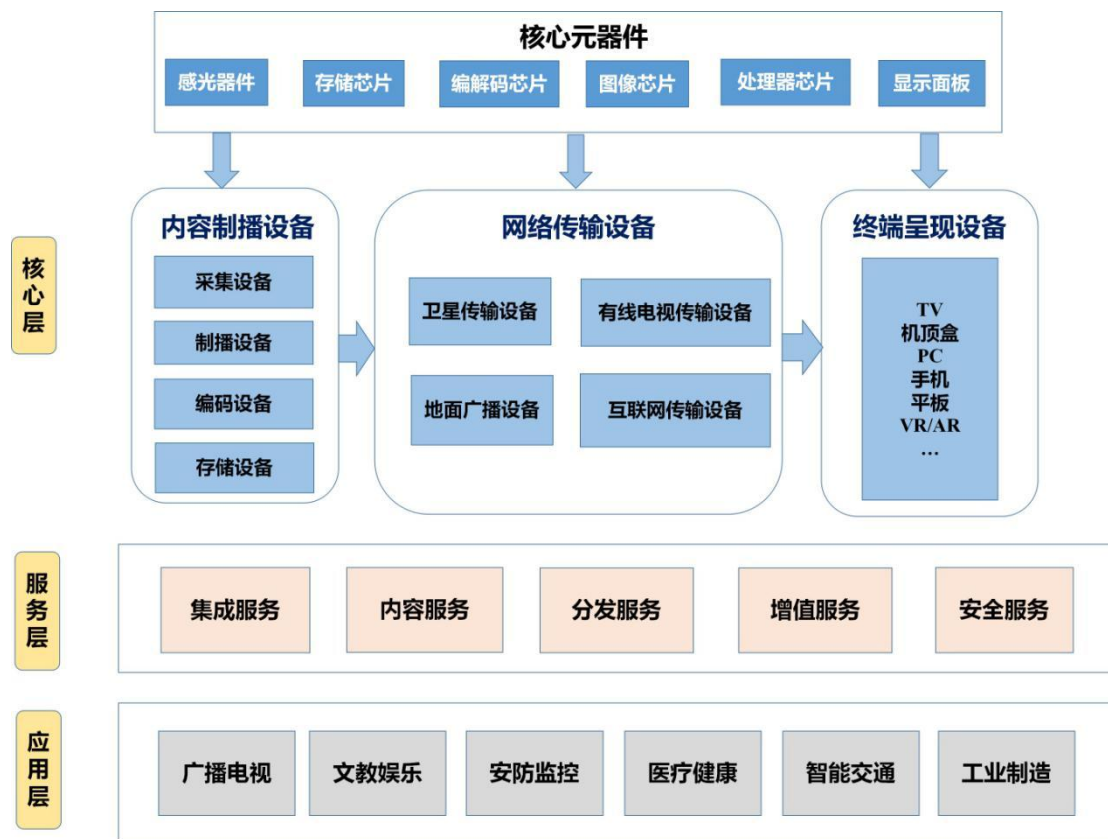 核心元器件
感光器件 存储芯片 编解码芯片 图像芯片 处理器芯片 显示面板
核心层
内容制播设备
采集设备
制播设备
编码设备
存储设备
网络传输设备
卫星传输设备 有线电视传输设备
地面广播设备 互联网传输设备
终端呈现设备
TV
机顶盒
PC
手机
平板
VR/AR
…
服务层
集成服务 内容服务 分发服务 增值服务 安全服务
应用层
广播电视 文教娱乐 安防监控 医疗健康 智能交通 工业制造